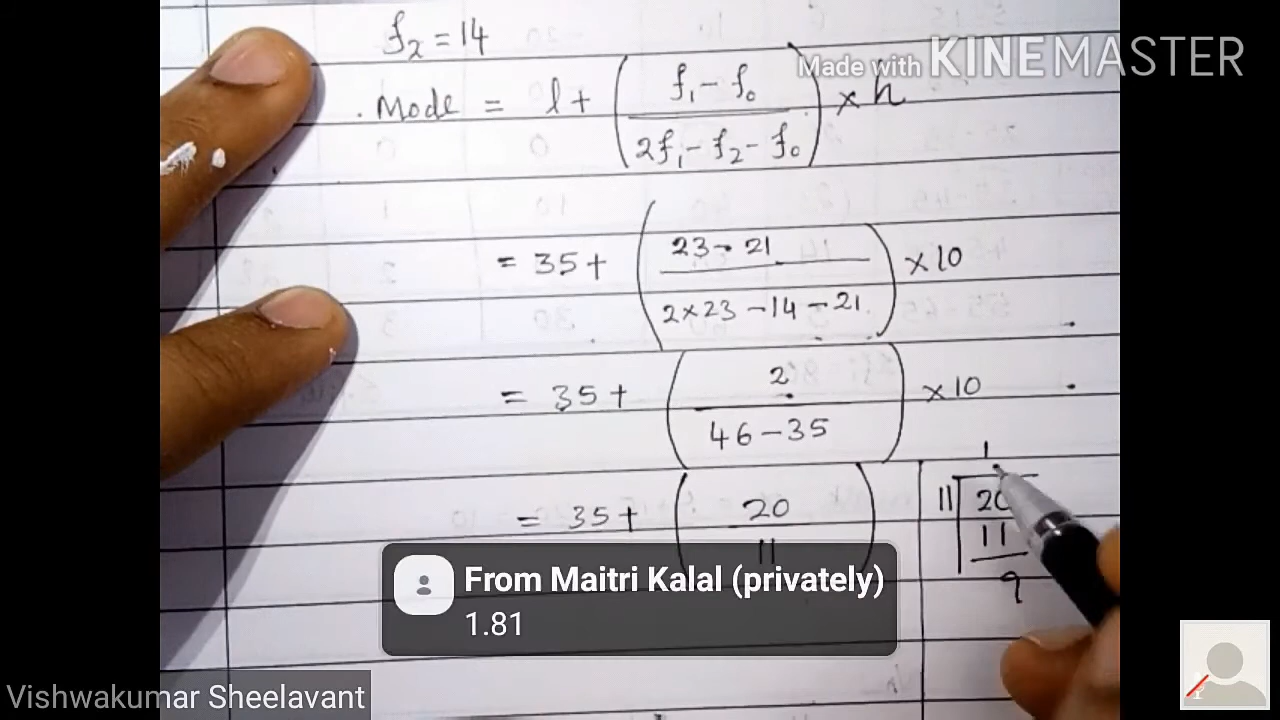 f₂ = 14
Made with KINEMASTER
. Mode = l + ( f₁ - f₀ / 2f₁ - f₂ - f₀ ) × h
= 35 + ( 23 - 21 / 2×23 - 14 - 21 ) × 10
= 35 + ( 2 / 46 - 35 ) × 10
= 35 + ( 20 / 11 )
1
11 20
11
9
From Maitri Kalal (privately)
1.81
Vishwakumar Sheelavant